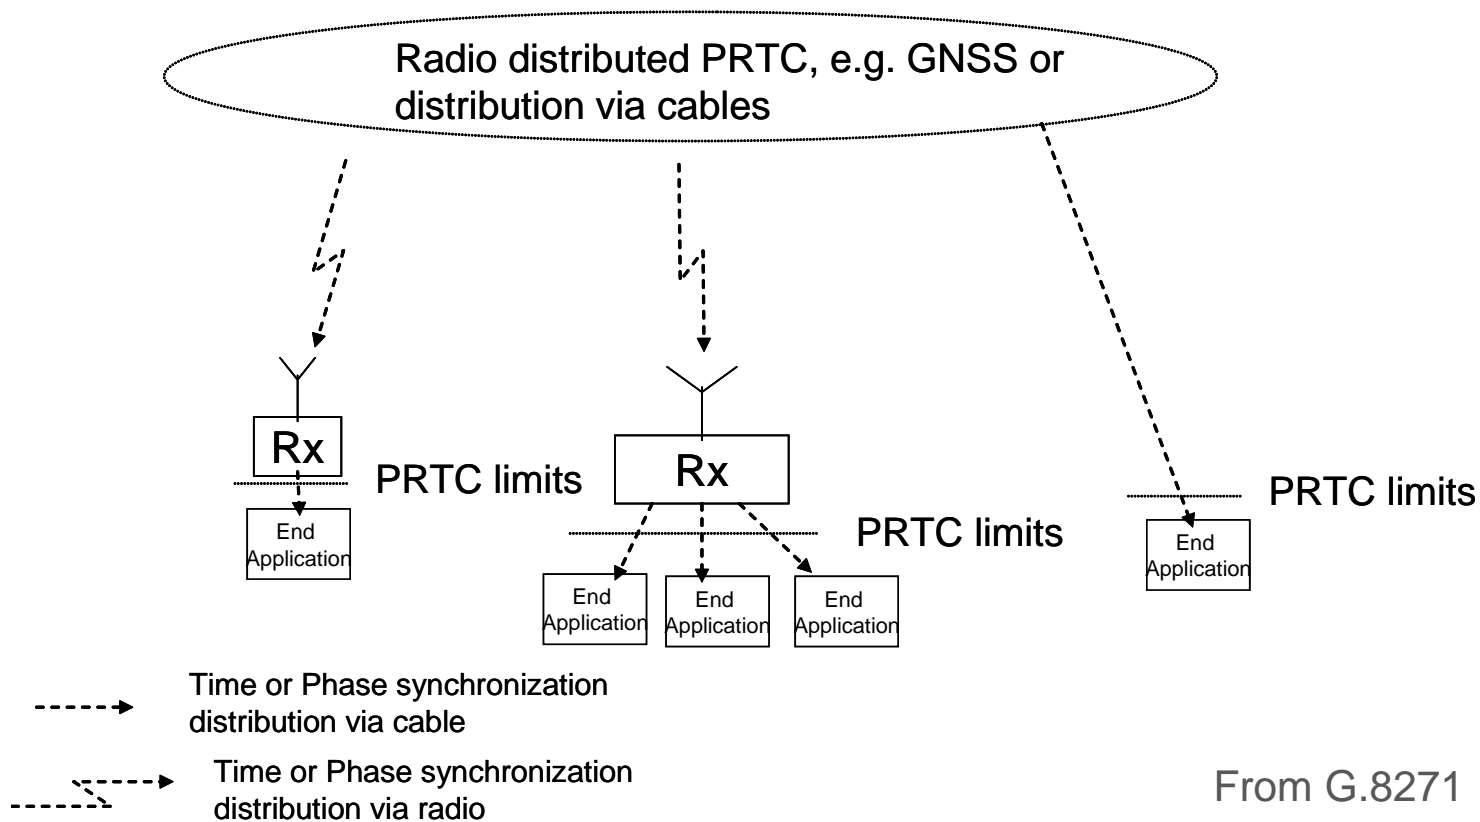 Radio distributed PRTC, e.g. GNSS or
distribution via cables
Rx
PRTC limits
End
Application
Rx
PRTC limits
End
Application
End
Application
End
Application
PRTC limits
End
Application
Time or Phase synchronization
distribution via cable
Time or Phase synchronization
distribution via radio
From G.8271